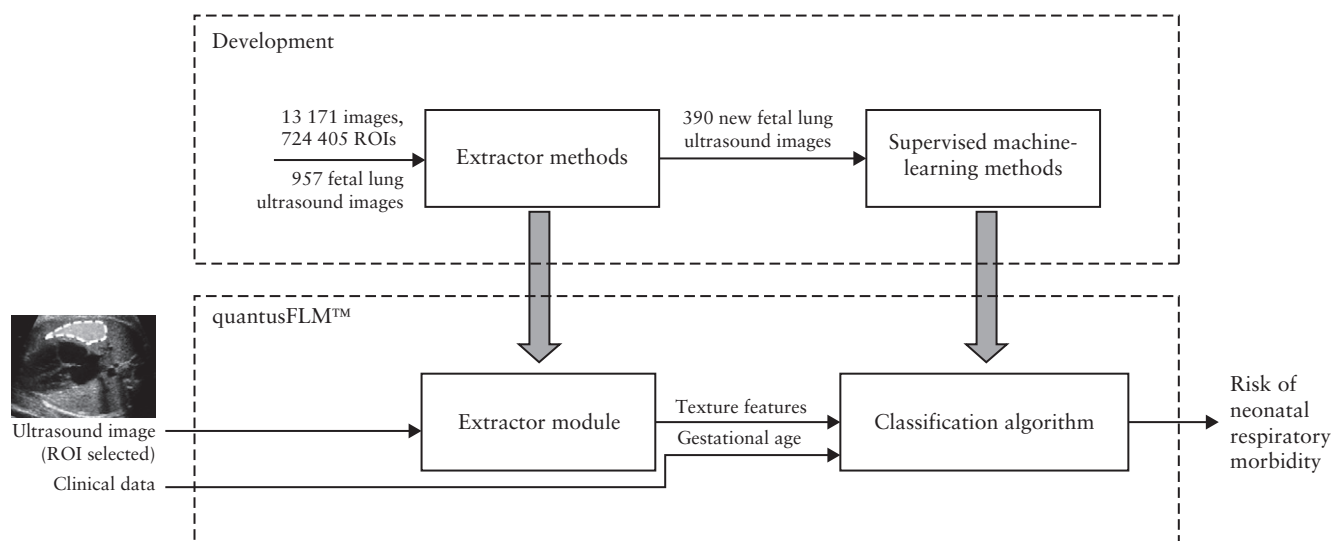 Development
13 171 images,
724 405 ROIs
957 fetal lung
ultrasound images
Extractor methods
390 new fetal lung
ultrasound images
Supervised machine-
learning methods
quantusFLM™
Ultrasound image
(ROI selected)
Clinical data
Extractor module
Texture features
Gestational age
Classification algorithm
Risk of
neonatal
respiratory
morbidity